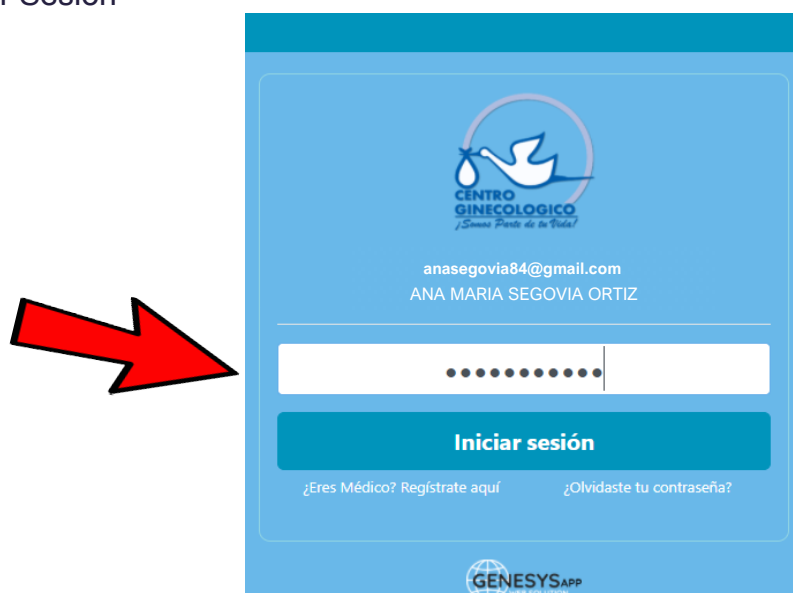 CENTRO
GINECOLOGICO
¡Somos Parte de tu Vida!
anasegovia84@gmail.com
ANA MARIA SEGOVIA ORTIZ
Iniciar sesión
¿Eres Médico? Regístrate aquí ¿Olvidaste tu contraseña?
GENESYSAPP